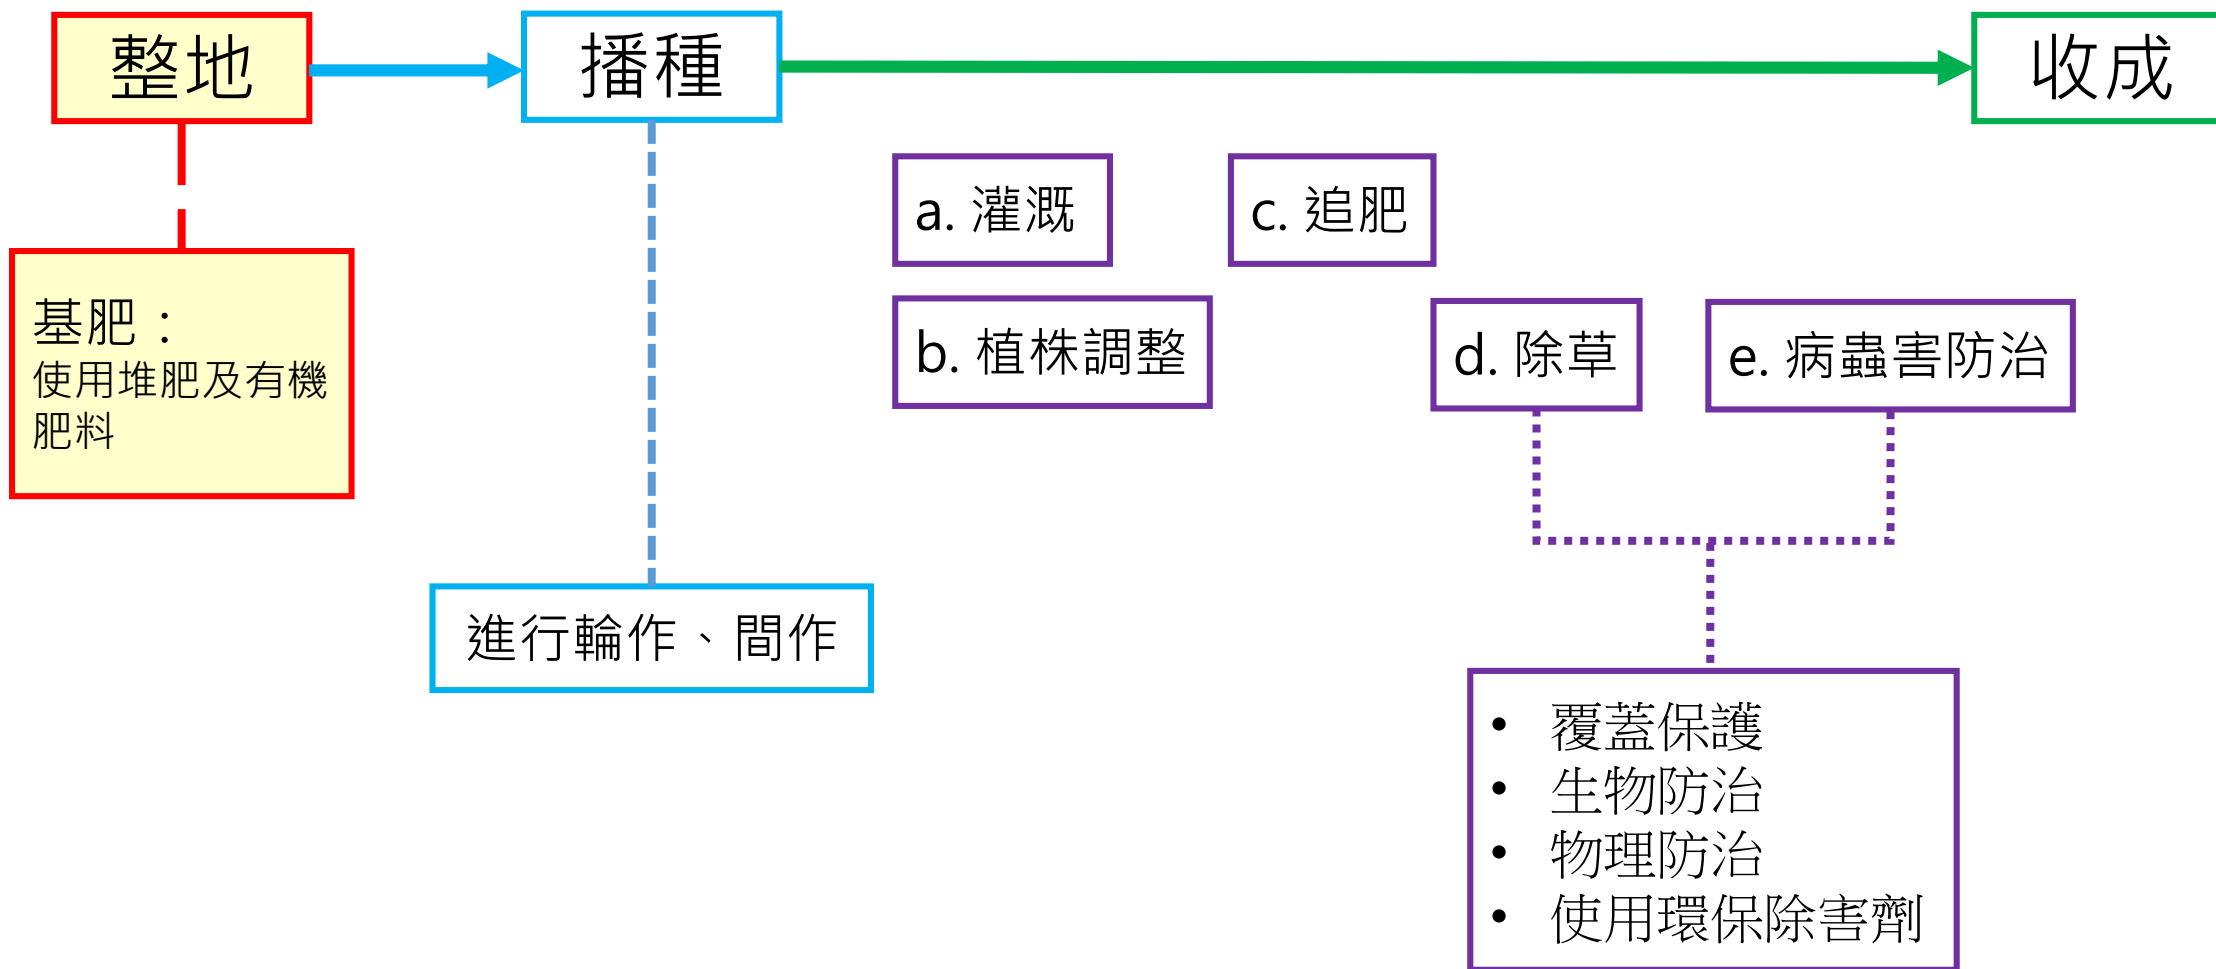 整地
播種
收成
a. 灌溉
c. 追肥
基肥：
使用堆肥及有機
肥料
b. 植株調整
d. 除草
e. 病蟲害防治
進行輪作、間作
• 覆蓋保護
• 生物防治
• 物理防治
• 使用環保除害劑